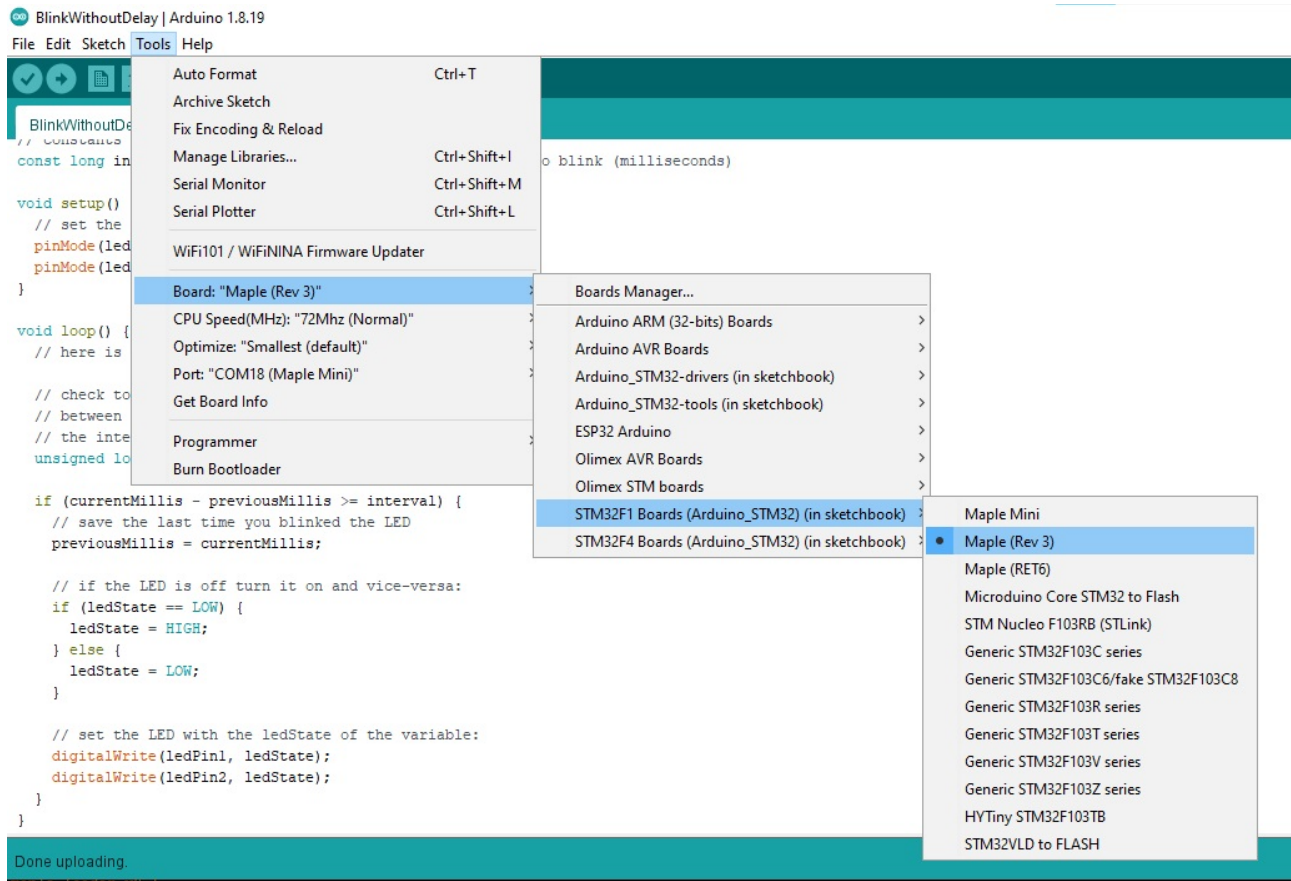 BlinkWithoutDelay | Arduino 1.8.19
File Edit Sketch Tools Help
BlinkWithoutDe
// constants
const long in
o blink (milliseconds)
void setup()
// set the
pinMode(led
pinMode(led
}
void loop() {
// here is
// check to
// between
// the inte
unsigned lo
if (currentMillis - previousMillis >= interval) {
// save the last time you blinked the LED
previousMillis = currentMillis;
// if the LED is off turn it on and vice-versa:
if (ledState == LOW) {
ledState = HIGH;
} else {
ledState = LOW;
}
// set the LED with the ledState of the variable:
digitalWrite(ledPin1, ledState);
digitalWrite(ledPin2, ledState);
}
}
Done uploading.
Auto Format Ctrl+T
Archive Sketch
Fix Encoding & Reload
Manage Libraries... Ctrl+Shift+I
Serial Monitor Ctrl+Shift+M
Serial Plotter Ctrl+Shift+L
WiFi101 / WiFiNINA Firmware Updater
Board: "Maple (Rev 3)"
CPU Speed(MHz): "72Mhz (Normal)"
Optimize: "Smallest (default)"
Port: "COM18 (Maple Mini)"
Get Board Info
Programmer
Burn Bootloader
Boards Manager...
Arduino ARM (32-bits) Boards
Arduino AVR Boards
Arduino_STM32-drivers (in sketchbook)
Arduino_STM32-tools (in sketchbook)
ESP32 Arduino
Olimex AVR Boards
Olimex STM boards
STM32F1 Boards (Arduino_STM32) (in sketchbook)
STM32F4 Boards (Arduino_STM32) (in sketchbook)
Maple Mini
Maple (Rev 3)
Maple (RET6)
Microduino Core STM32 to Flash
STM Nucleo F103RB (STLink)
Generic STM32F103C series
Generic STM32F103C6/fake STM32F103C8
Generic STM32F103R series
Generic STM32F103T series
Generic STM32F103V series
Generic STM32F103Z series
HYTiny STM32F103TB
STM32VLD to FLASH